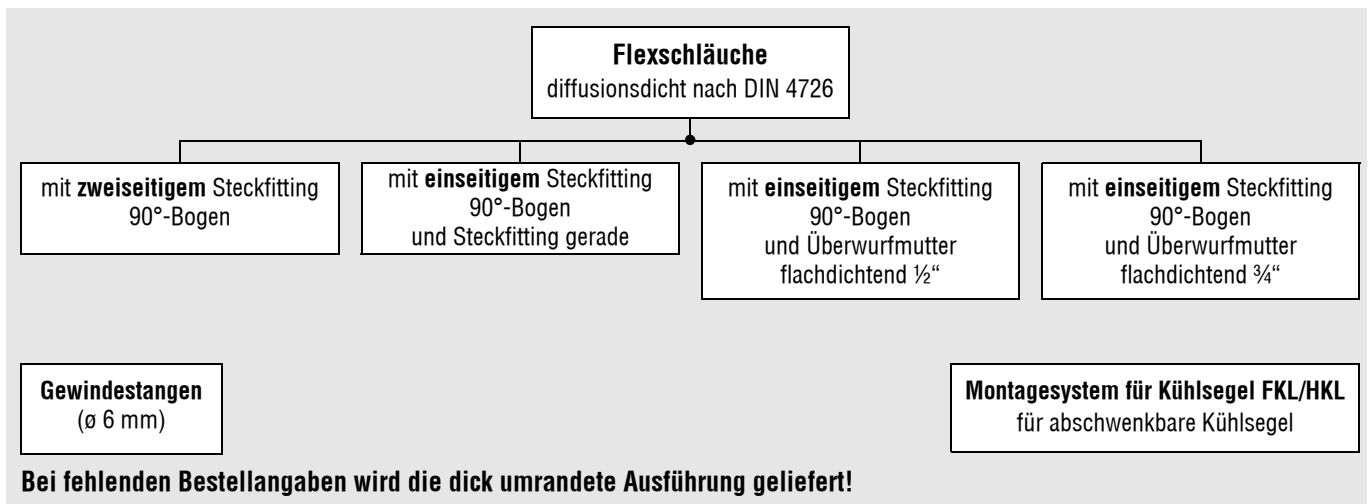 Flexschläuche
diffusionsdicht nach DIN 4726
mit zweiseitigem Steckfitting
90°-Bogen
mit einseitigem Steckfitting
90°-Bogen
und Steckfitting gerade
mit einseitigem Steckfitting
90°-Bogen
und Überwurfmutter
flachdichtend ½“
mit einseitigem Steckfitting
90°-Bogen
und Überwurfmutter
flachdichtend ¾“
Gewindestangen
(ø 6 mm)
Montagesystem für Kühlsegel FKL/HKL
für abschwenkbare Kühlsegel
Bei fehlenden Bestellangaben wird die dick umrandete Ausführung geliefert!